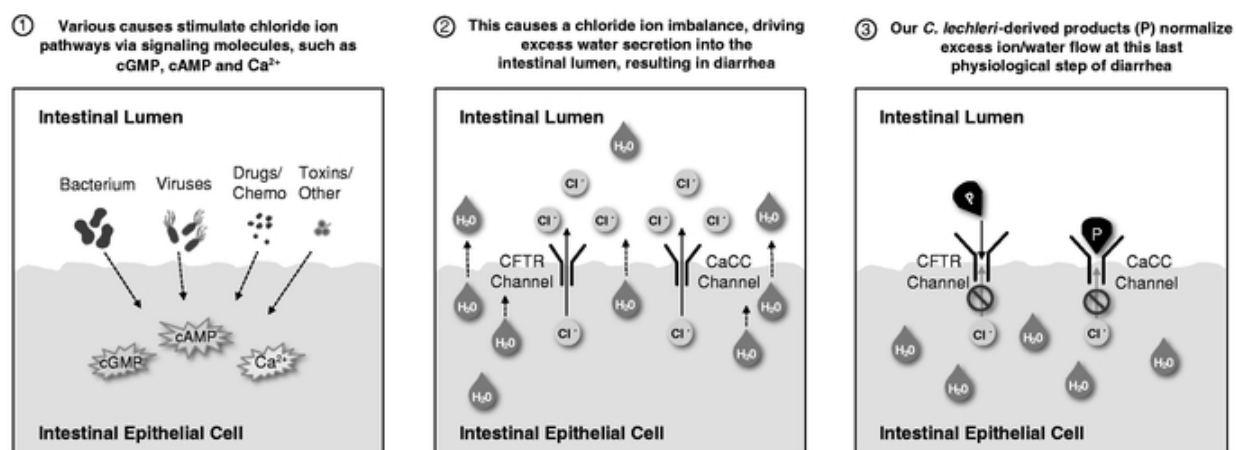 ① Various causes stimulate chloride ion
pathways via signaling molecules, such as
cGMP, cAMP and Ca²⁺
Intestinal Lumen
Bacterium
Viruses
Drugs/
Chemo
Toxins/
Other
cGMP
cAMP
Ca²⁺
Intestinal Epithelial Cell
② This causes a chloride ion imbalance, driving
excess water secretion into the
intestinal lumen, resulting in diarrhea
Intestinal Lumen
H₂0
Cl⁻
Cl⁻
H₂0
Cl⁻
Cl⁻
Cl⁻
Cl⁻
H₂0
CFTR
Channel
CaCC
Channel
H₂0
H₂0
H₂0
H₂0
Cl⁻
Cl⁻
H₂0
H₂0
Intestinal Epithelial Cell
③ Our C. lechleri-derived products (P) normalize
excess ion/water flow at this last
physiological step of diarrhea
Intestinal Lumen
P
P
CFTR
Channel
CaCC
Channel
Cl⁻
Cl⁻
H₂0
H₂0
H₂0
H₂0
H₂0
Intestinal Epithelial Cell